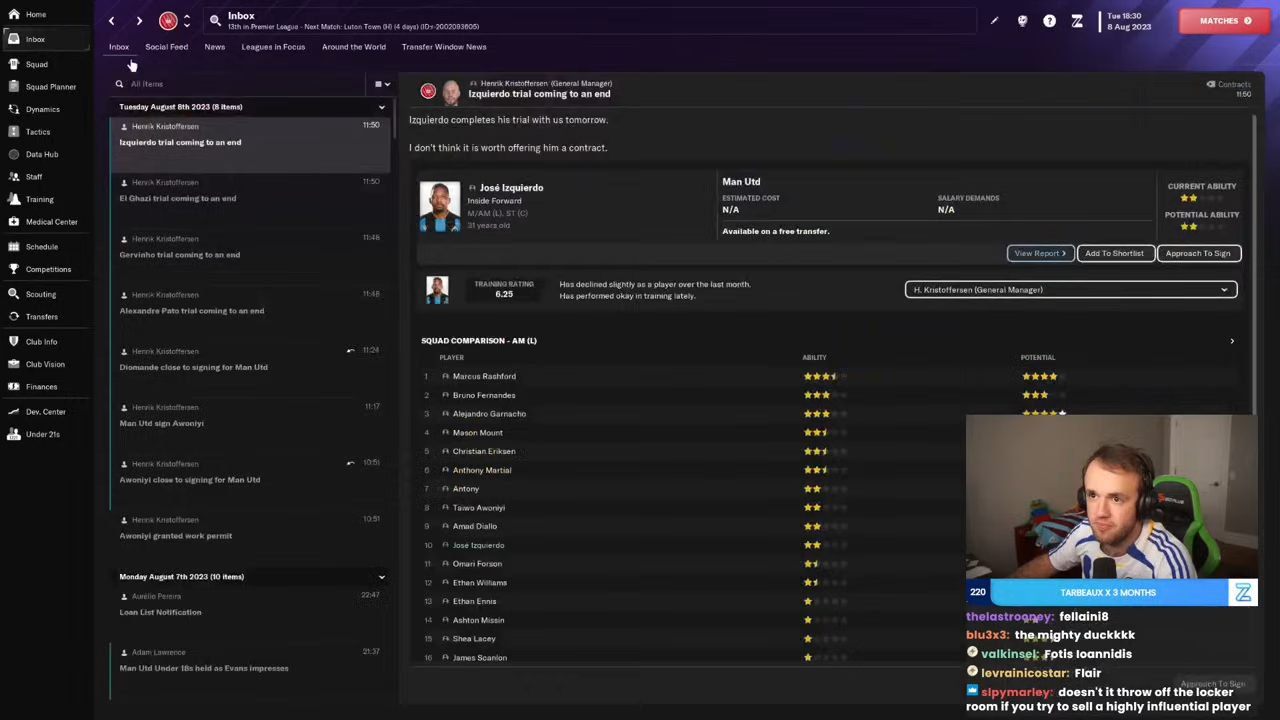 Home
Inbox
Squad
Squad Planner
Dynamics
Tactics
Data Hub
Staff
Training
Medical Center
Schedule
Competitions
Scouting
Transfers
Club Info
Club Vision
Finances
Dev. Center
Under 21s
Inbox
13th in Premier League - Next Match: Luton Town (H) (4 days) (ID:r-2002093605)
Tue 18:30
8 Aug 2023
MATCHES
Inbox
Social Feed
News
Leagues in Focus
Around the World
Transfer Window News
All Items
Tuesday August 8th 2023 (8 items)
Henrik Kristoffersen
11:50
Izquierdo trial coming to an end
Henrik Kristoffersen
11:50
El Ghazi trial coming to an end
Henrik Kristoffersen
11:48
Gervinho trial coming to an end
Henrik Kristoffersen
11:48
Alexandre Pato trial coming to an end
Henrik Kristoffersen
11:24
Diomande close to signing for Man Utd
Henrik Kristoffersen
11:17
Man Utd sign Awoniyi
Henrik Kristoffersen
10:51
Awoniyi close to signing for Man Utd
Henrik Kristoffersen
10:51
Awoniyi granted work permit
Monday August 7th 2023 (10 items)
Aurélio Pereira
22:47
Loan List Notification
Adam Lawrence
21:37
Man Utd Under 18s held as Evans impresses
Henrik Kristoffersen (General Manager)
Izquierdo trial coming to an end
Contracts
11:50
Izquierdo completes his trial with us tomorrow.
I don't think it is worth offering him a contract.
José Izquierdo
Inside Forward
M/AM (L), ST (C)
31 years old
Man Utd
ESTIMATED COST
N/A
SALARY DEMANDS
N/A
Available on a free transfer.
CURRENT ABILITY
POTENTIAL ABILITY
View Report
Add To Shortlist
Approach To Sign
TRAINING RATING
6.25
Has declined slightly as a player over the last month.
Has performed okay in training lately.
H. Kristoffersen (General Manager)
SQUAD COMPARISON - AM (L)
PLAYER
ABILITY
POTENTIAL
1 Marcus Rashford
2 Bruno Fernandes
3 Alejandro Garnacho
4 Mason Mount
5 Christian Eriksen
6 Anthony Martial
7 Antony
8 Taiwo Awoniyi
9 Amad Diallo
10 José Izquierdo
11 Omari Forson
12 Ethan Williams
13 Ethan Ennis
14 Ashton Missin
15 Shea Lacey
16 James Scanlon
220
TARBEAUX X 3 MONTHS
thelastrooney: fellaini8
blu3x3: the mighty duckkkk
valkinsel: Fotis Ioannidis
levrainicostar: Flair
slpymarley: doesn't it throw off the locker
room if you try to sell a highly influential player
Approach To Sign